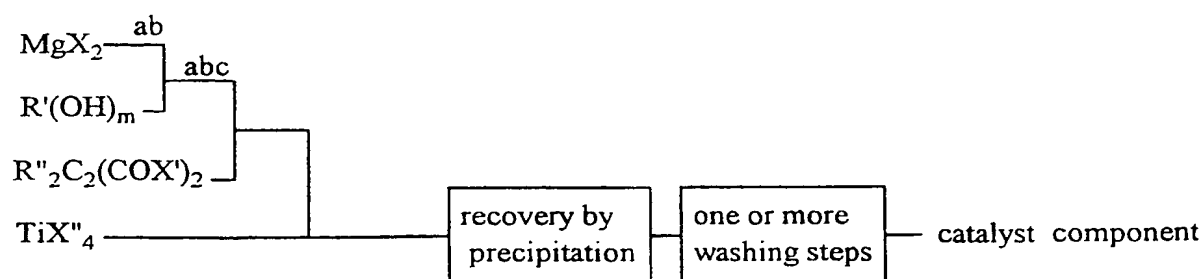 ab
MgX₂
abc
R'(OH)ₘ
R"₂C₂(COX')₂
TiX"₄
recovery by
precipitation
one or more
washing steps
catalyst component